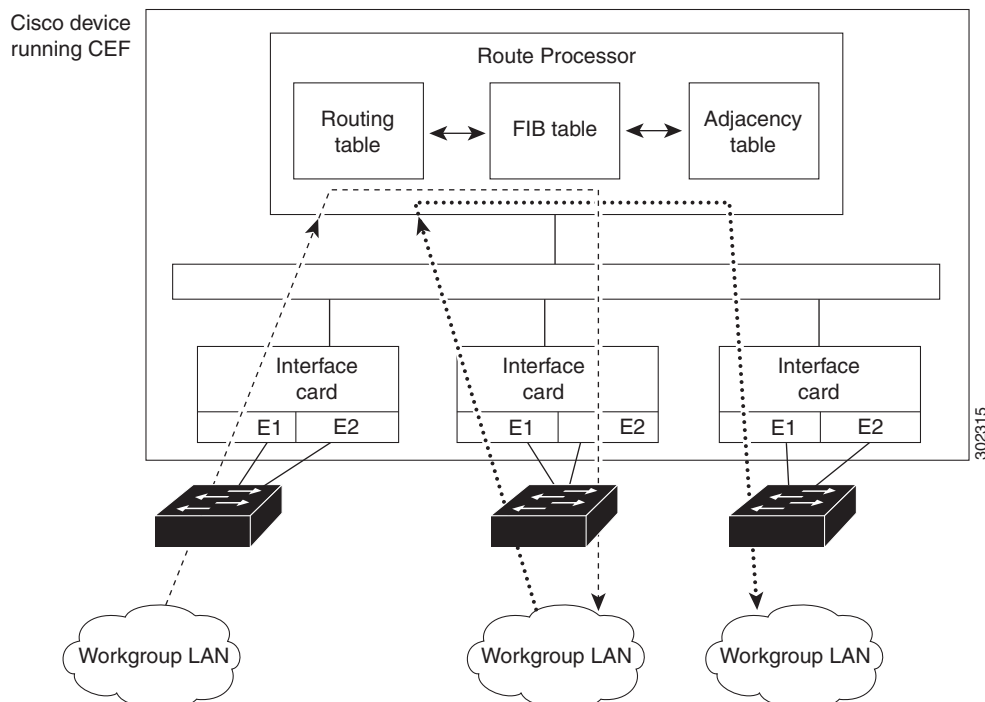 Cisco device
running CEF
Route Processor
Routing
table
FIB table
Adjacency
table
Interface
card
E1
E2
Interface
card
E1
E2
Interface
card
E1
E2
302315
Workgroup LAN
Workgroup LAN
Workgroup LAN